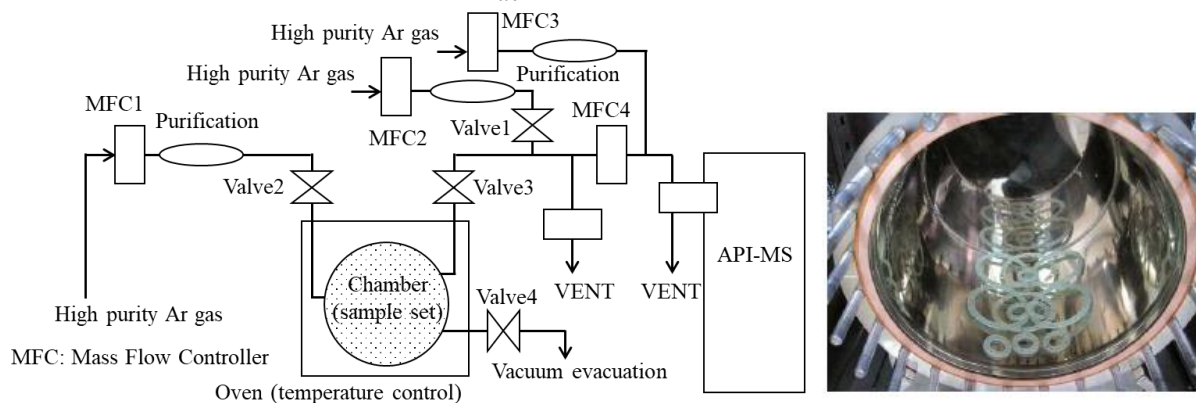 MFC3
High purity Ar gas
High purity Ar gas
Purification
MFC1
Purification
MFC2
Valve1
MFC4
Valve2
Valve3
API-MS
Chamber
(sample set)
Valve4
VENT
VENT
High purity Ar gas
MFC: Mass Flow Controller
Vacuum evacuation
Oven (temperature control)